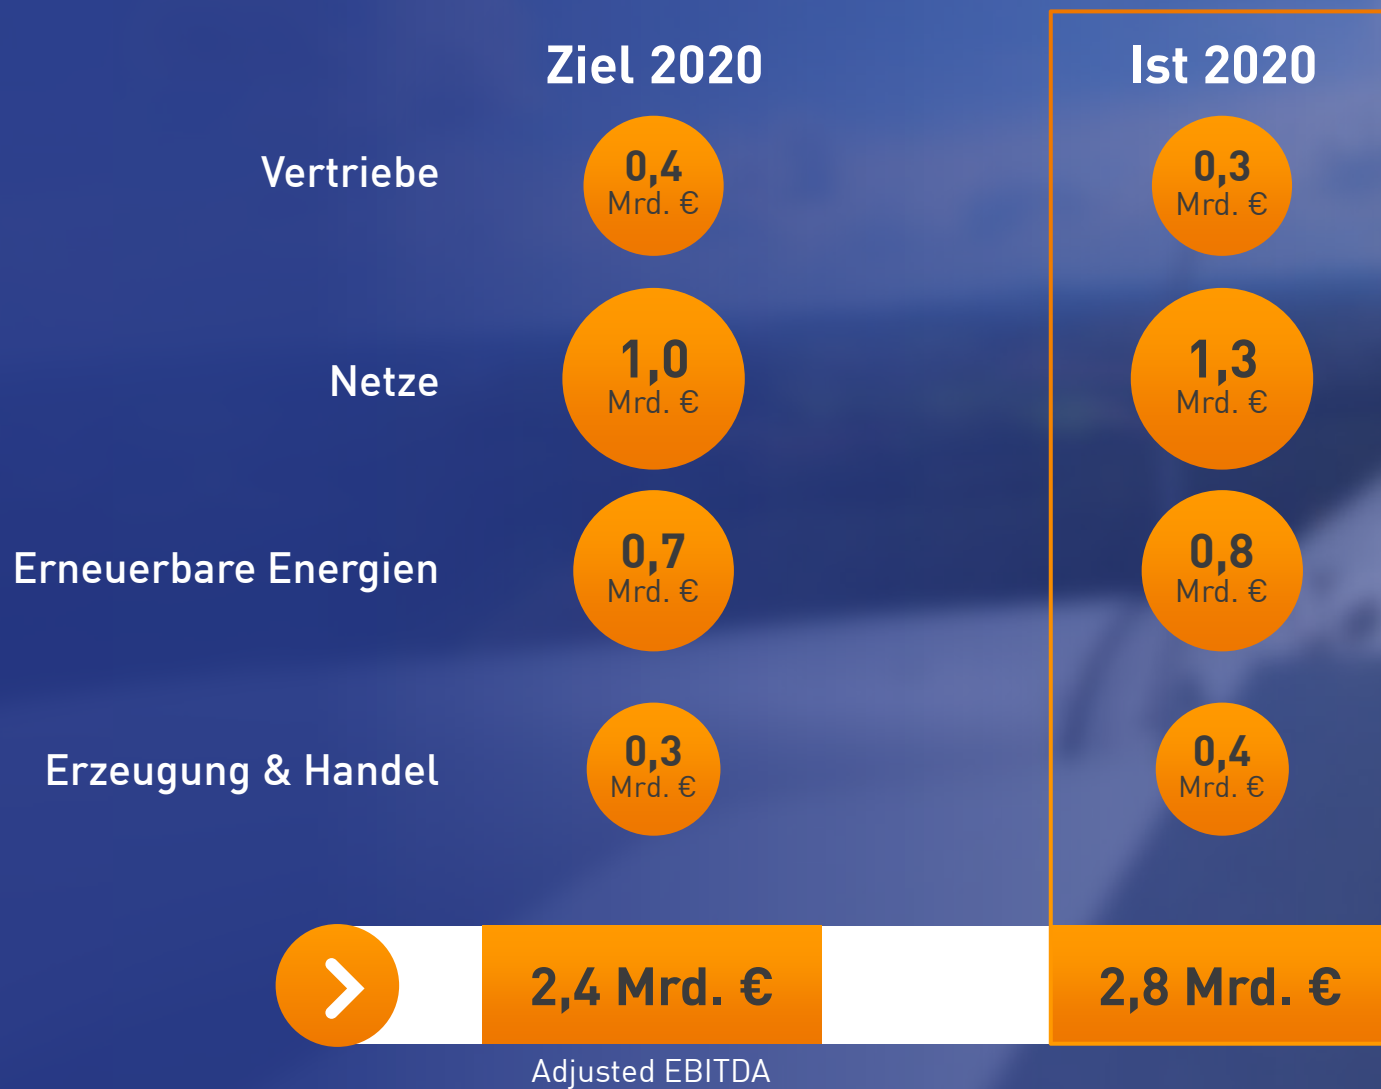 Ziel 2020
Ist 2020
Vertriebe
0,4
Mrd. €
0,3
Mrd. €
Netze
1,0
Mrd. €
1,3
Mrd. €
Erneuerbare Energien
0,7
Mrd. €
0,8
Mrd. €
Erzeugung & Handel
0,3
Mrd. €
0,4
Mrd. €
2,4 Mrd. €
2,8 Mrd. €
Adjusted EBITDA